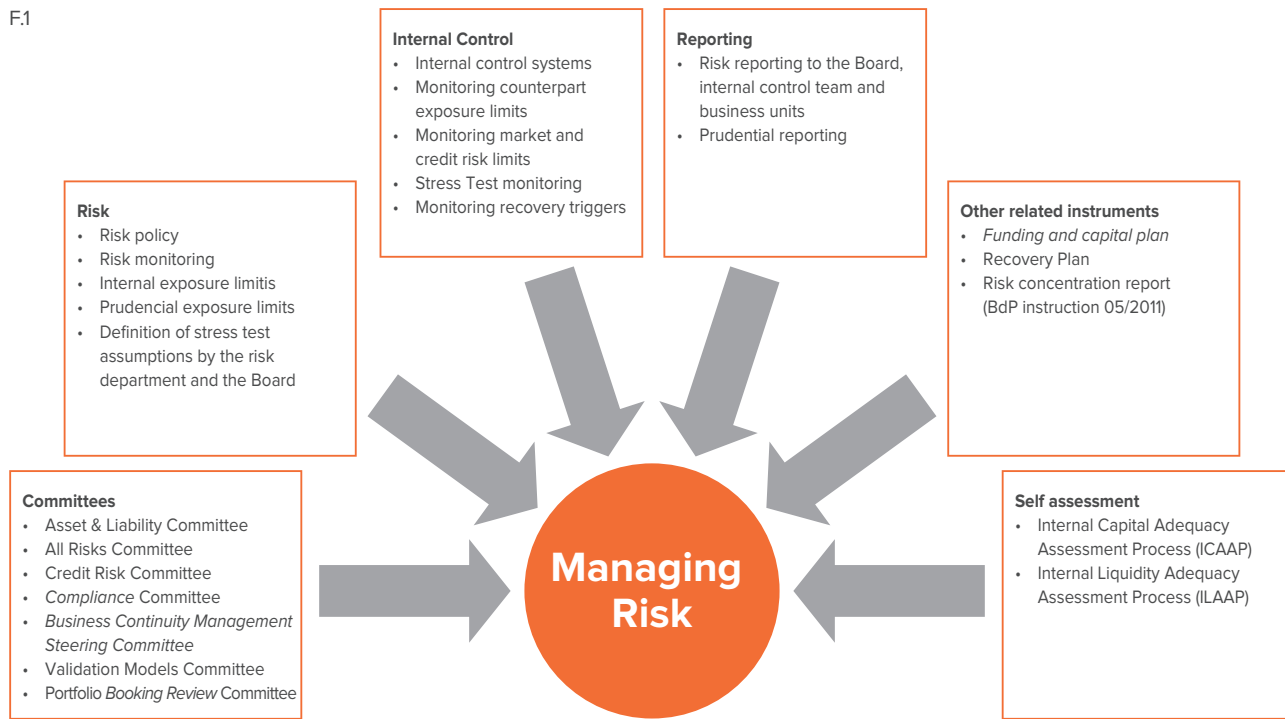 F.1
Internal Control
• Internal control systems
• Monitoring counterpart
exposure limits
• Monitoring market and
credit risk limits
• Stress Test monitoring
• Monitoring recovery triggers
Reporting
• Risk reporting to the Board,
internal control team and
business units
• Prudential reporting
Risk
• Risk policy
• Risk monitoring
• Internal exposure limitis
• Prudencial exposure limits
• Definition of stress test
assumptions by the risk
department and the Board
Other related instruments
• Funding and capital plan
• Recovery Plan
• Risk concentration report
(BdP instruction 05/2011)
Committees
• Asset & Liability Committee
• All Risks Committee
• Credit Risk Committee
• Compliance Committee
• Business Continuity Management
Steering Committee
• Validation Models Committee
• Portfolio Booking Review Committee
Managing
Risk
Self assessment
• Internal Capital Adequacy
Assessment Process (ICAAP)
• Internal Liquidity Adequacy
Assessment Process (ILAAP)